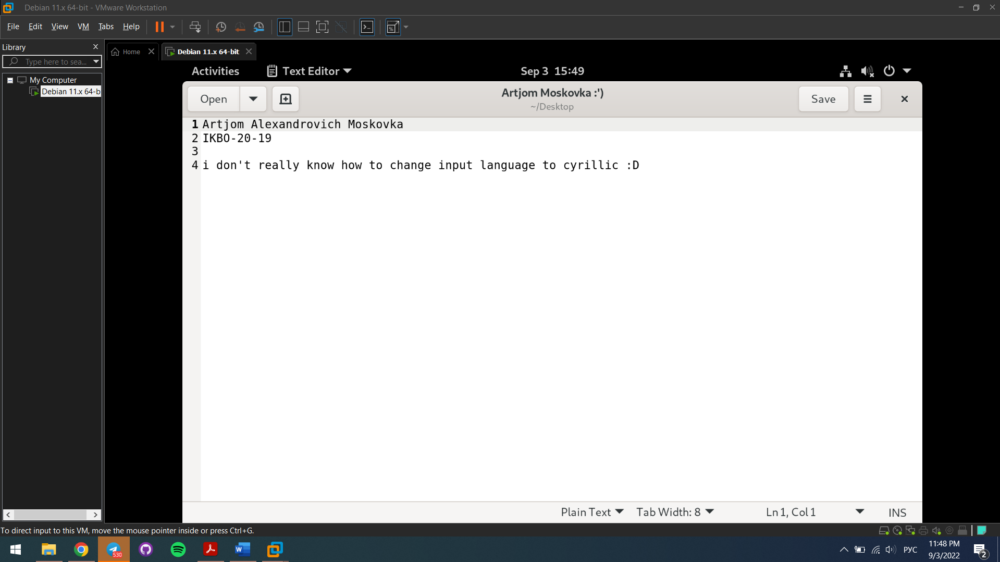 Debian 11.x 64-bit - VMware Workstation
File Edit View VM Tabs Help
Library
Home
Debian 11.x 64-bit
Type here to sea...
My Computer
Debian 11.x 64-b
Activities
Text Editor
Sep 3 15:49
Open
Artjom Moskovka :')
~/Desktop
Save
1 Artjom Alexandrovich Moskovka
2 IKBO-20-19
3
4 i don't really know how to change input language to cyrillic :D
Plain Text
Tab Width: 8
Ln 1, Col 1
INS
To direct input to this VM, move the mouse pointer inside or press Ctrl+G.
530
W
РУС
11:48 PM
9/3/2022
2